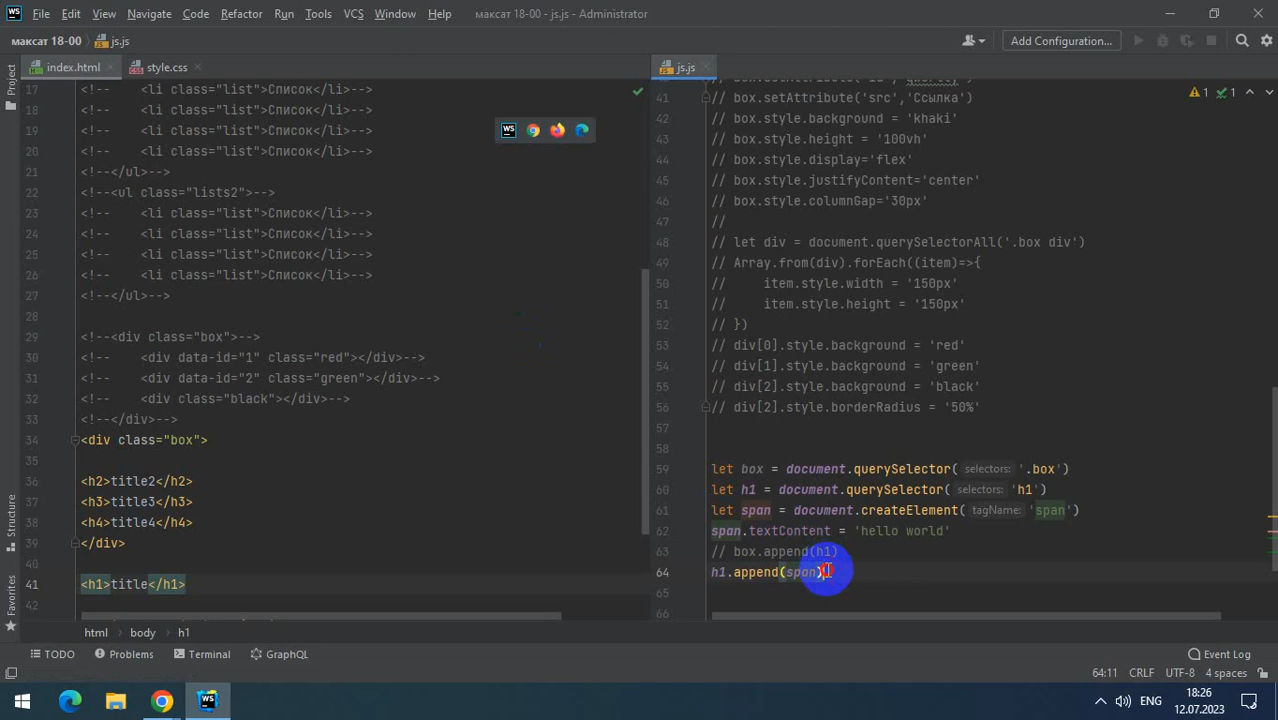 File Edit View Navigate Code Refactor Run Tools VCS Window Help максат 18-00 - js.js - Administrator
максат 18-00 js.js Add Configuration...
Project
index.html style.css
17 <!-- <li class="list">Список</li>-->
18 <!-- <li class="list">Список</li>-->
19 <!-- <li class="list">Список</li>-->
20 <!-- <li class="list">Список</li>-->
21 <!--</ul>-->
22 <!--<ul class="lists2">-->
23 <!-- <li class="list">Список</li>-->
24 <!-- <li class="list">Список</li>-->
25 <!-- <li class="list">Список</li>-->
26 <!-- <li class="list">Список</li>-->
27 <!--</ul>-->
28
29 <!--<div class="box">-->
30 <!-- <div data-id="1" class="red"></div>-->
31 <!-- <div data-id="2" class="green"></div>-->
32 <!-- <div class="black"></div>-->
33 <!--</div>-->
34 <div class="box">
35
36 <h2>title2</h2>
37 <h3>title3</h3>
38 <h4>title4</h4>
39 </div>
40
41 <h1>title</h1>
42
WS
js.js
1 1
41 // box.setAttribute('src','Ссылка')
42 // box.style.background = 'khaki'
43 // box.style.height = '100vh'
44 // box.style.display='flex'
45 // box.style.justifyContent='center'
46 // box.style.columnGap='30px'
47 //
48 // let div = document.querySelectorAll('.box div')
49 // Array.from(div).forEach((item)=>{
50 // item.style.width = '150px'
51 // item.style.height = '150px'
52 // })
53 // div[0].style.background = 'red'
54 // div[1].style.background = 'green'
55 // div[2].style.background = 'black'
56 // div[2].style.borderRadius = '50%'
57
58
59 let box = document.querySelector( selectors: '.box')
60 let h1 = document.querySelector( selectors: 'h1')
61 let span = document.createElement( tagName: 'span')
62 span.textContent = 'hello world'
63 // box.append(h1)
64 h1.append(span)
65
66
Structure
Favorites
html body h1
TODO Problems Terminal GraphQL Event Log
64:11 CRLF UTF-8 4 spaces
WS
ENG
18:26
12.07.2023